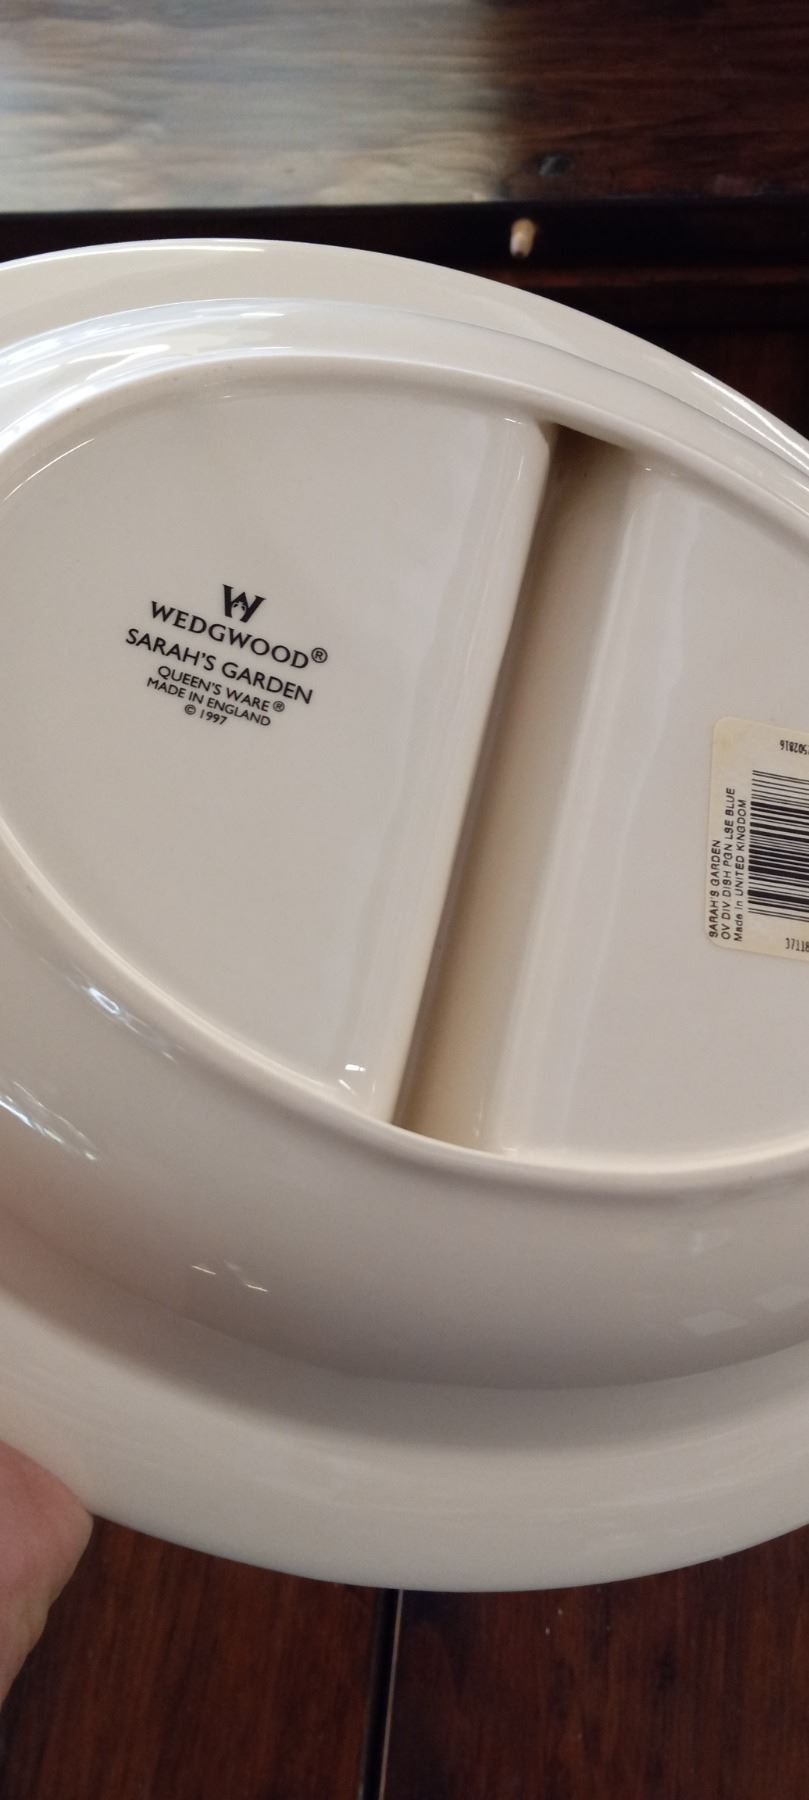 W
WEDGWOOD®
SARAH'S GARDEN
QUEEN'S WARE®
MADE IN ENGLAND
© 1997
SARAH'S GARDEN
OV DIV DISH PGN LSE BLUE
Made in UNITED KINGDOM